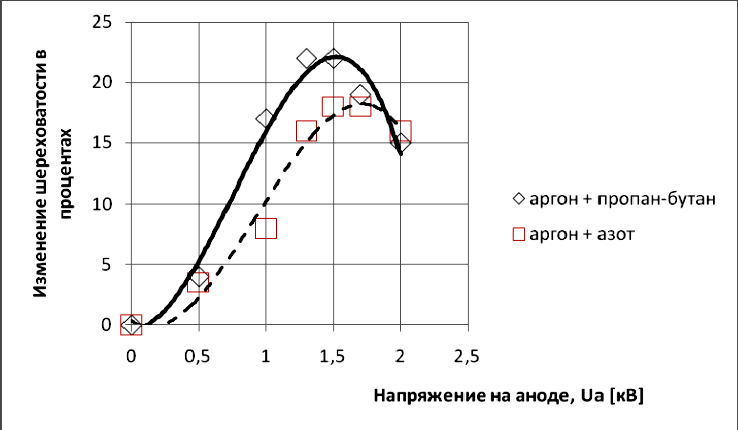 Изменение шереховатости в
процентах
25
20
15
10
5
0
0 0,5 1 1,5 2 2,5
Напряжение на аноде, Ua [кВ]
аргон + пропан-бутан
аргон + азот